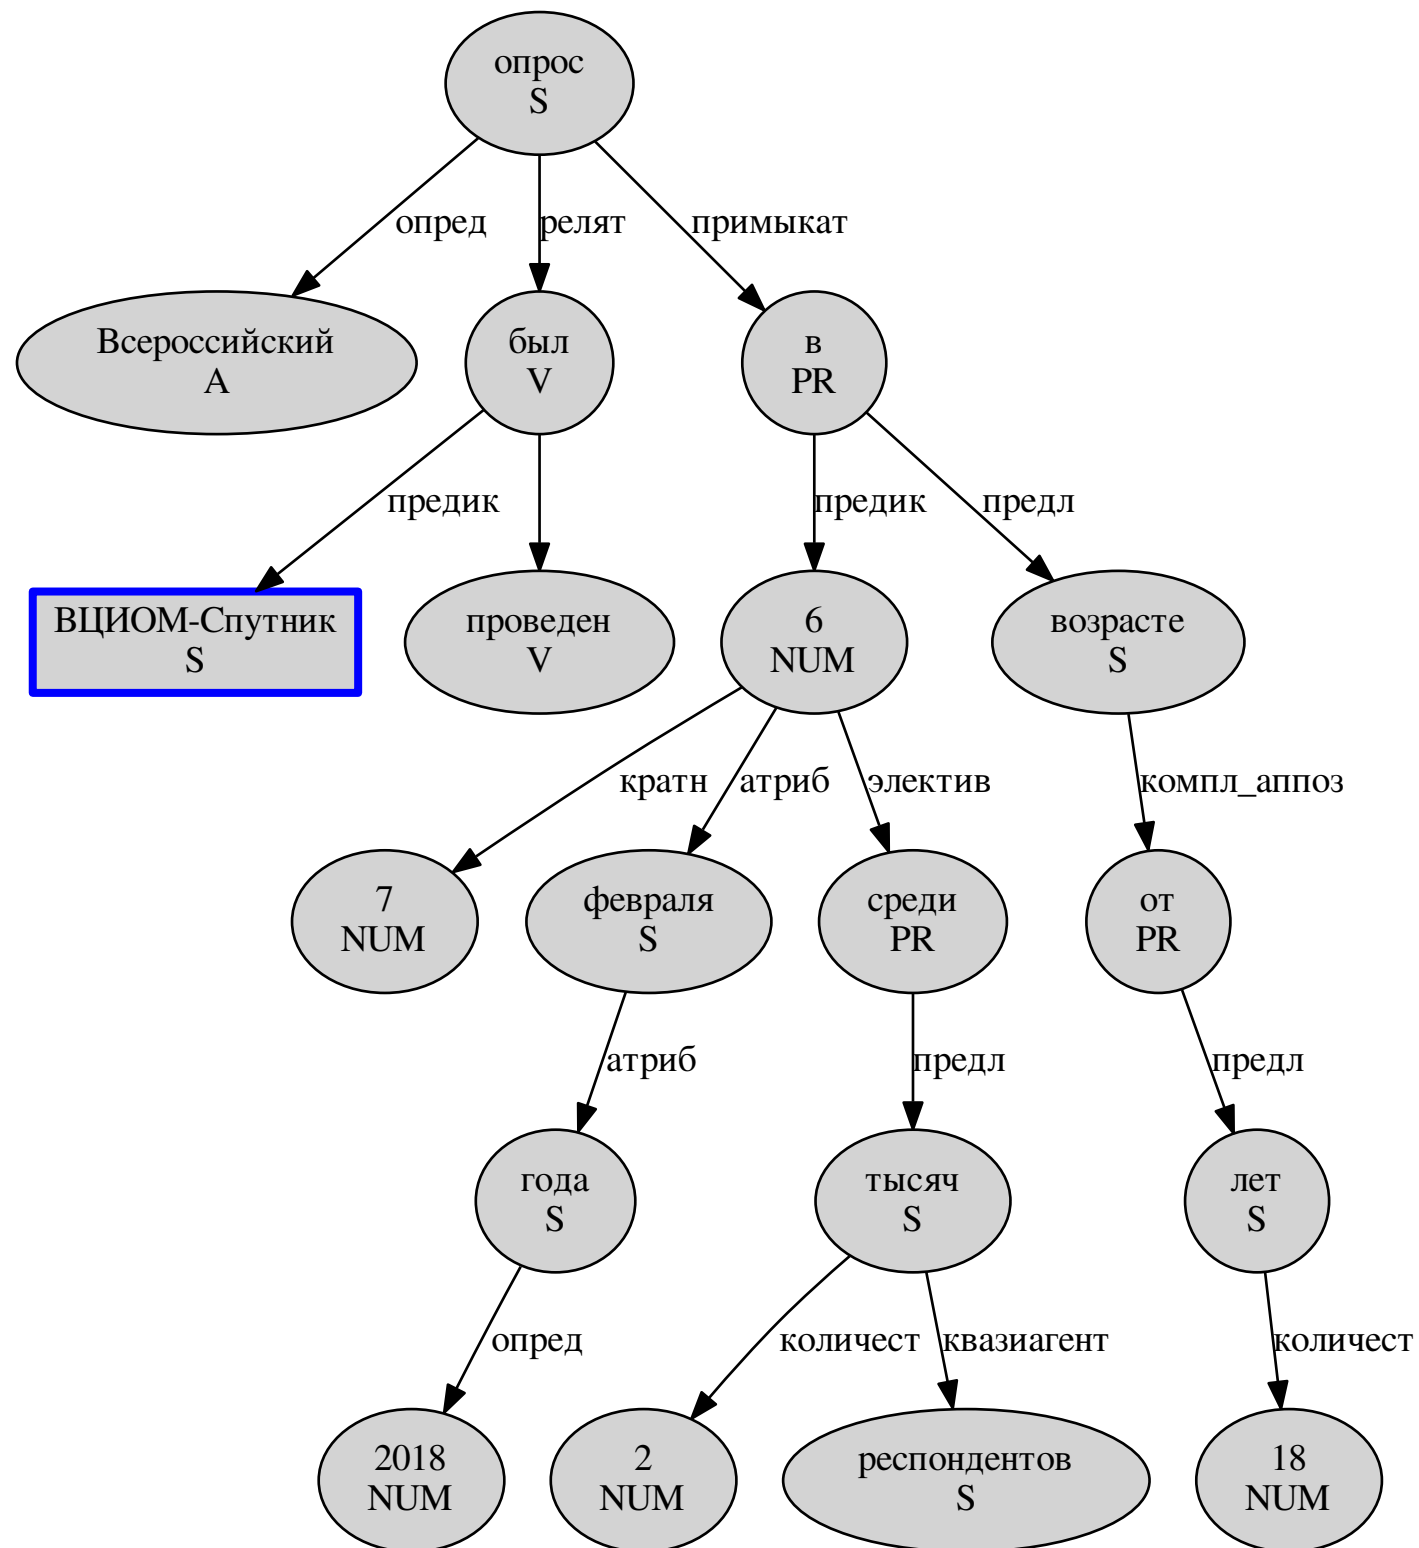 опрос
S
опред
релят
примыкат
Всероссийский
A
был
V
в
PR
предик
предик
предл
ВЦИОМ-Спутник
S
проведен
V
6
NUM
возрасте
S
кратн
атриб
электив
компл_аппоз
7
NUM
февраля
S
среди
PR
от
PR
атриб
предл
предл
года
S
тысяч
S
лет
S
опред
количест
квазиагент
количест
2018
NUM
2
NUM
респондентов
S
18
NUM